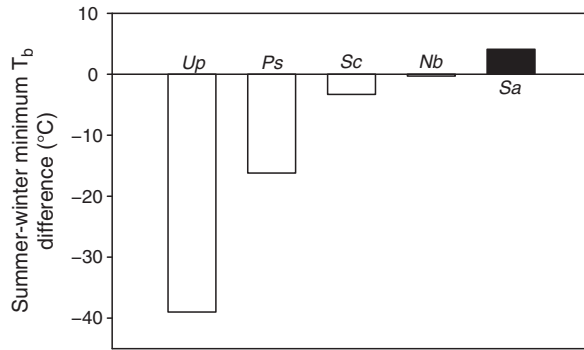 Summer-winter minimum Tb
difference (°C)
10
0
−10
−20
−30
−40
Up
Ps
Sc
Nb
Sa